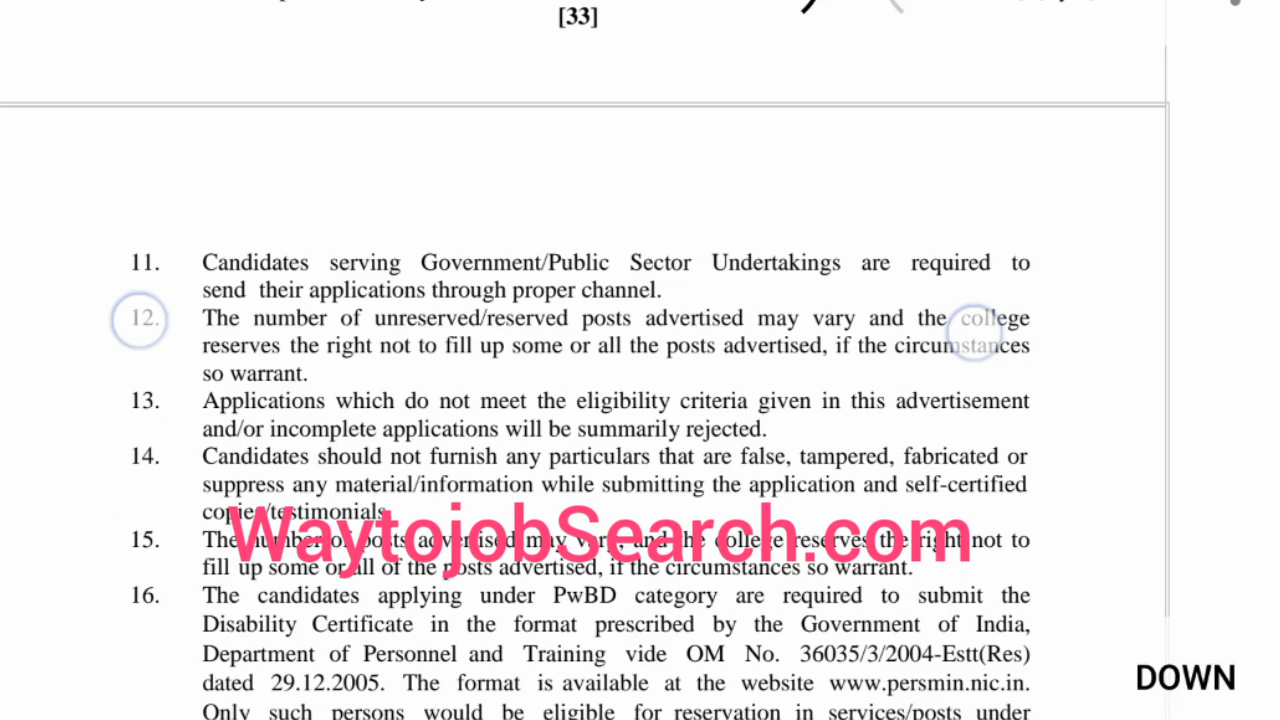 [33]
11. Candidates serving Government/Public Sector Undertakings are required to
send their applications through proper channel.
12. The number of unreserved/reserved posts advertised may vary and the college
reserves the right not to fill up some or all the posts advertised, if the circumstances
so warrant.
13. Applications which do not meet the eligibility criteria given in this advertisement
and/or incomplete applications will be summarily rejected.
14. Candidates should not furnish any particulars that are false, tampered, fabricated or
suppress any material/information while submitting the application and self-certified
copies/testimonials.
WaytojobSearch.com
15. The number of posts advertised may vary, and the college reserves the right not to
fill up some or all of the posts advertised, if the circumstances so warrant.
16. The candidates applying under PwBD category are required to submit the
Disability Certificate in the format prescribed by the Government of India,
Department of Personnel and Training vide OM No. 36035/3/2004-Estt(Res)
dated 29.12.2005. The format is available at the website www.persmin.nic.in.
Only such persons would be eligible for reservation in services/posts under
DOWN